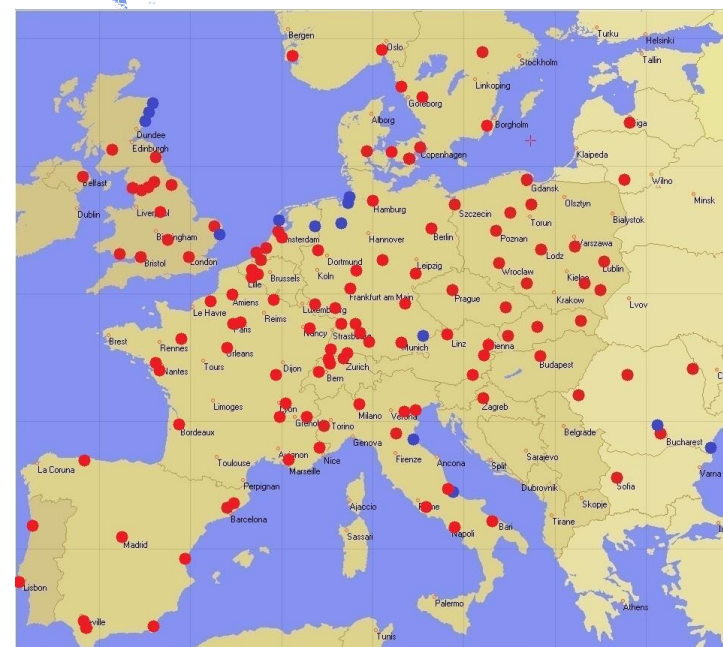 Bergen
Oslo
Turku
Helsinki
Stockholm
Tallin
Linkoping
Goteborg
Alborg
Borgholm
Riga
Dundee
Edinburgh
Copenhagen
Klaipeda
Belfast
Wilno
Gdansk
Minsk
Dublin
Liverpool
Hamburg
Szczecin
Olsztyn
Torun
Bialystok
Birmingham
Amsterdam
Hannover
Berlin
Poznan
Warszawa
Bristol
London
Dortmund
Lodz
Lille
Brussels
Koln
Leipzig
Wroclaw
Kielce
Lublin
Amiens
Frankfurt am Main
Prague
Krakow
Lvov
Le Havre
Reims
Luxembourg
Paris
Nancy
Strasbourg
Brest
Rennes
Orleans
Munich
Linz
Vienna
Nantes
Tours
Dijon
Zurich
Bern
Budapest
Limoges
Lyon
Milano
Verona
Zagreb
Bordeaux
Grenoble
Torino
Belgrade
Bucharest
Genova
La Coruna
Toulouse
Avignon
Nice
Firenze
Ancona
Split
Sarajevo
Marseille
Varna
Perpignan
Sofia
Dubrovnik
Barcelona
Ajaccio
Rome
Skopje
Bari
Tirane
Madrid
Sassari
Napoli
Lisbon
Palermo
Athens
Seville
Tunis